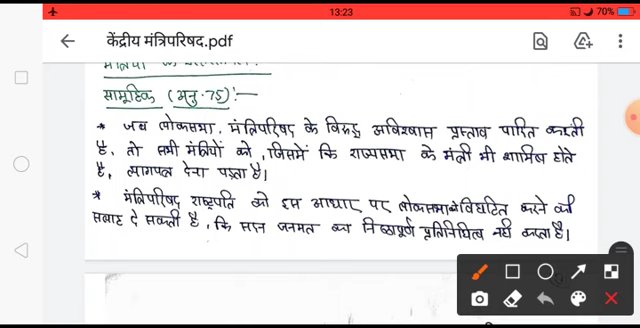 13:23
70%
केंद्रीय मंत्रिपरिषद.pdf
सामूहिक (अनु॰75):—
* जब लोकसभा, मंत्रिपरिषद के विरुद्ध अविश्वास प्रस्ताव पारित करती
है, तो सभी मंत्रियों को, जिसमें कि राज्यसभा के मंत्री भी शामिल होते
है, त्यागपत्र देना पड़ता है।
* मंत्रिपरिषद राष्ट्रपति को इस आधार पर लोकसभा को विघटित करने की
सलाह दे सकती है, कि सदन जनमत का निष्ठापूर्ण प्रतिनिधित्व नहीं करता है।